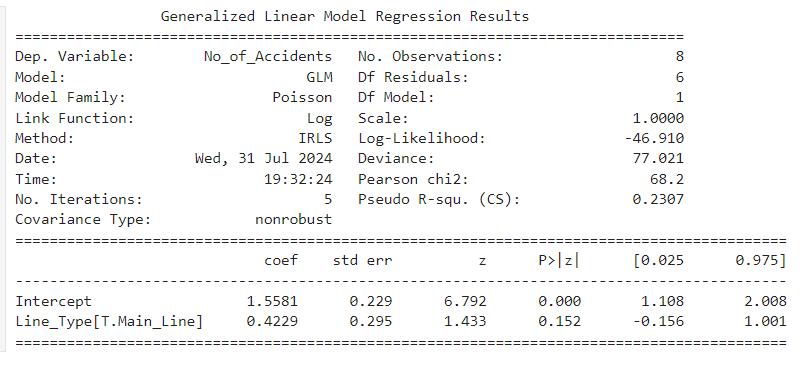 Generalized Linear Model Regression Results
==============================================================================
Dep. Variable: No_of_Accidents No. Observations: 8
Model: GLM Df Residuals: 6
Model Family: Poisson Df Model: 1
Link Function: Log Scale: 1.0000
Method: IRLS Log-Likelihood: -46.910
Date: Wed, 31 Jul 2024 Deviance: 77.021
Time: 19:32:24 Pearson chi2: 68.2
No. Iterations: 5 Pseudo R-squ. (CS): 0.2307
Covariance Type: nonrobust
==========================================================================================
coef std err z P>|z| [0.025 0.975]
------------------------------------------------------------------------------------------
Intercept 1.5581 0.229 6.792 0.000 1.108 2.008
Line_Type[T.Main_Line] 0.4229 0.295 1.433 0.152 -0.156 1.001
==========================================================================================